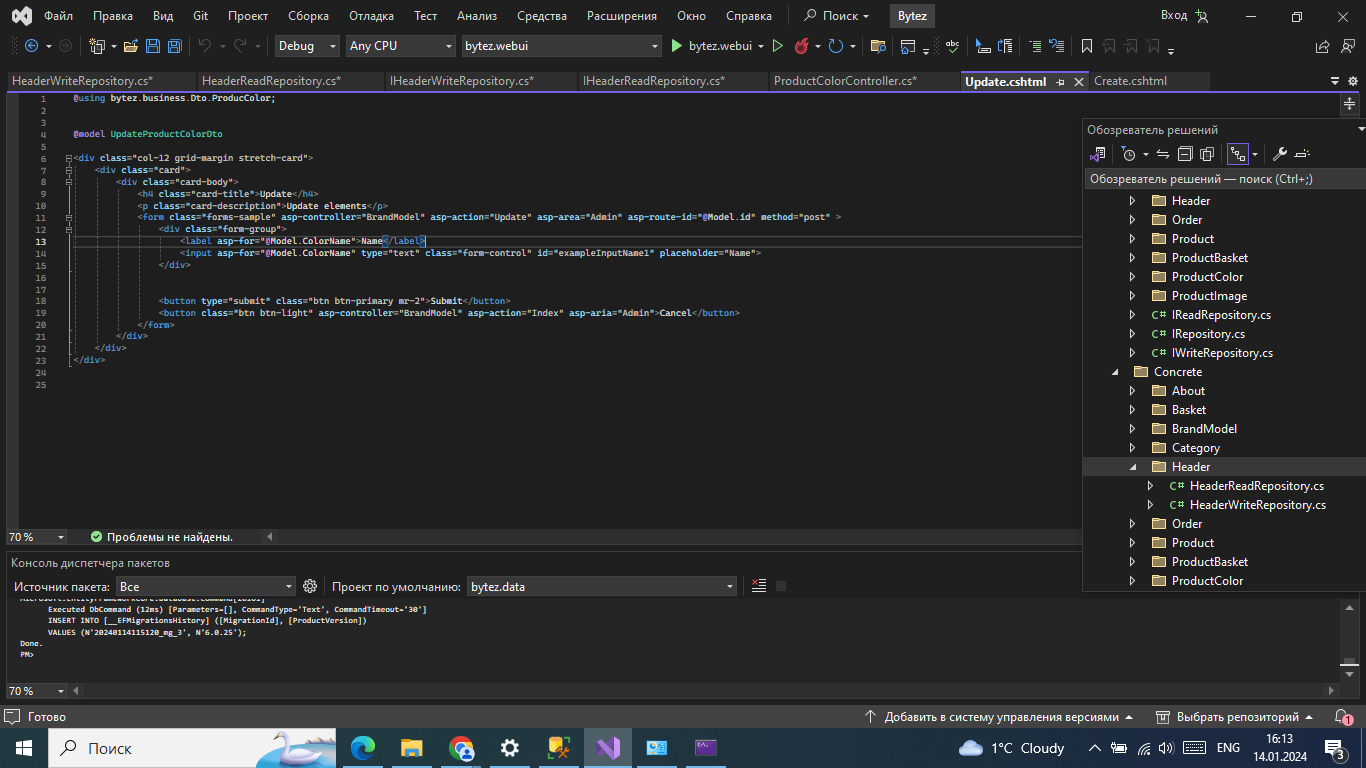 Файл Правка Вид Git Проект Сборка Отладка Тест Анализ Средства Расширения Окно Справка Поиск Bytez Вход
Debug Any CPU bytez.webui bytez.webui
HeaderWriteRepository.cs* HeaderReadRepository.cs* IHeaderWriteRepository.cs* IHeaderReadRepository.cs* ProductColorController.cs* Update.cshtml Create.cshtml
1 @using bytez.business.Dto.ProducColor;
2
3
4 @model UpdateProductColorDto
5
6 <div class="col-12 grid-margin stretch-card">
7 <div class="card">
8 <div class="card-body">
9 <h4 class="card-title">Update</h4>
10 <p class="card-description">Update elements</p>
11 <form class="forms-sample" asp-controller="BrandModel" asp-action="Update" asp-area="Admin" asp-route-id="@Model.id" method="post" >
12 <div class="form-group">
13 <label asp-for="@Model.ColorName">Name</label>
14 <input asp-for="@Model.ColorName" type="text" class="form-control" id="exampleInputName1" placeholder="Name">
15 </div>
16
17
18 <button type="submit" class="btn btn-primary mr-2">Submit</button>
19 <button class="btn btn-light" asp-controller="BrandModel" asp-action="Index" asp-aria="Admin">Cancel</button>
20 </form>
21 </div>
22 </div>
23 </div>
24
25
70 % Проблемы не найдены.
Обозреватель решений
Обозреватель решений — поиск (Ctrl+;)
Header
Order
Product
ProductBasket
ProductColor
ProductImage
C# IReadRepository.cs
C# IRepository.cs
C# IWriteRepository.cs
Concrete
About
Basket
BrandModel
Category
Header
C# HeaderReadRepository.cs
C# HeaderWriteRepository.cs
Order
Product
ProductBasket
ProductColor
Консоль диспетчера пакетов
Источник пакета: Все Проект по умолчанию: bytez.data
Microsoft.EntityFrameworkCore.Database.Command[20101]
Executed DbCommand (12ms) [Parameters=[], CommandType='Text', CommandTimeout='30']
INSERT INTO [__EFMigrationsHistory] ([MigrationId], [ProductVersion])
VALUES (N'20240114115120_mg_3', N'6.0.25');
Done.
PM>
70 %
Готово Добавить в систему управления версиями Выбрать репозиторий 1
Поиск 1°C Cloudy ENG 16:13
14.01.2024 3